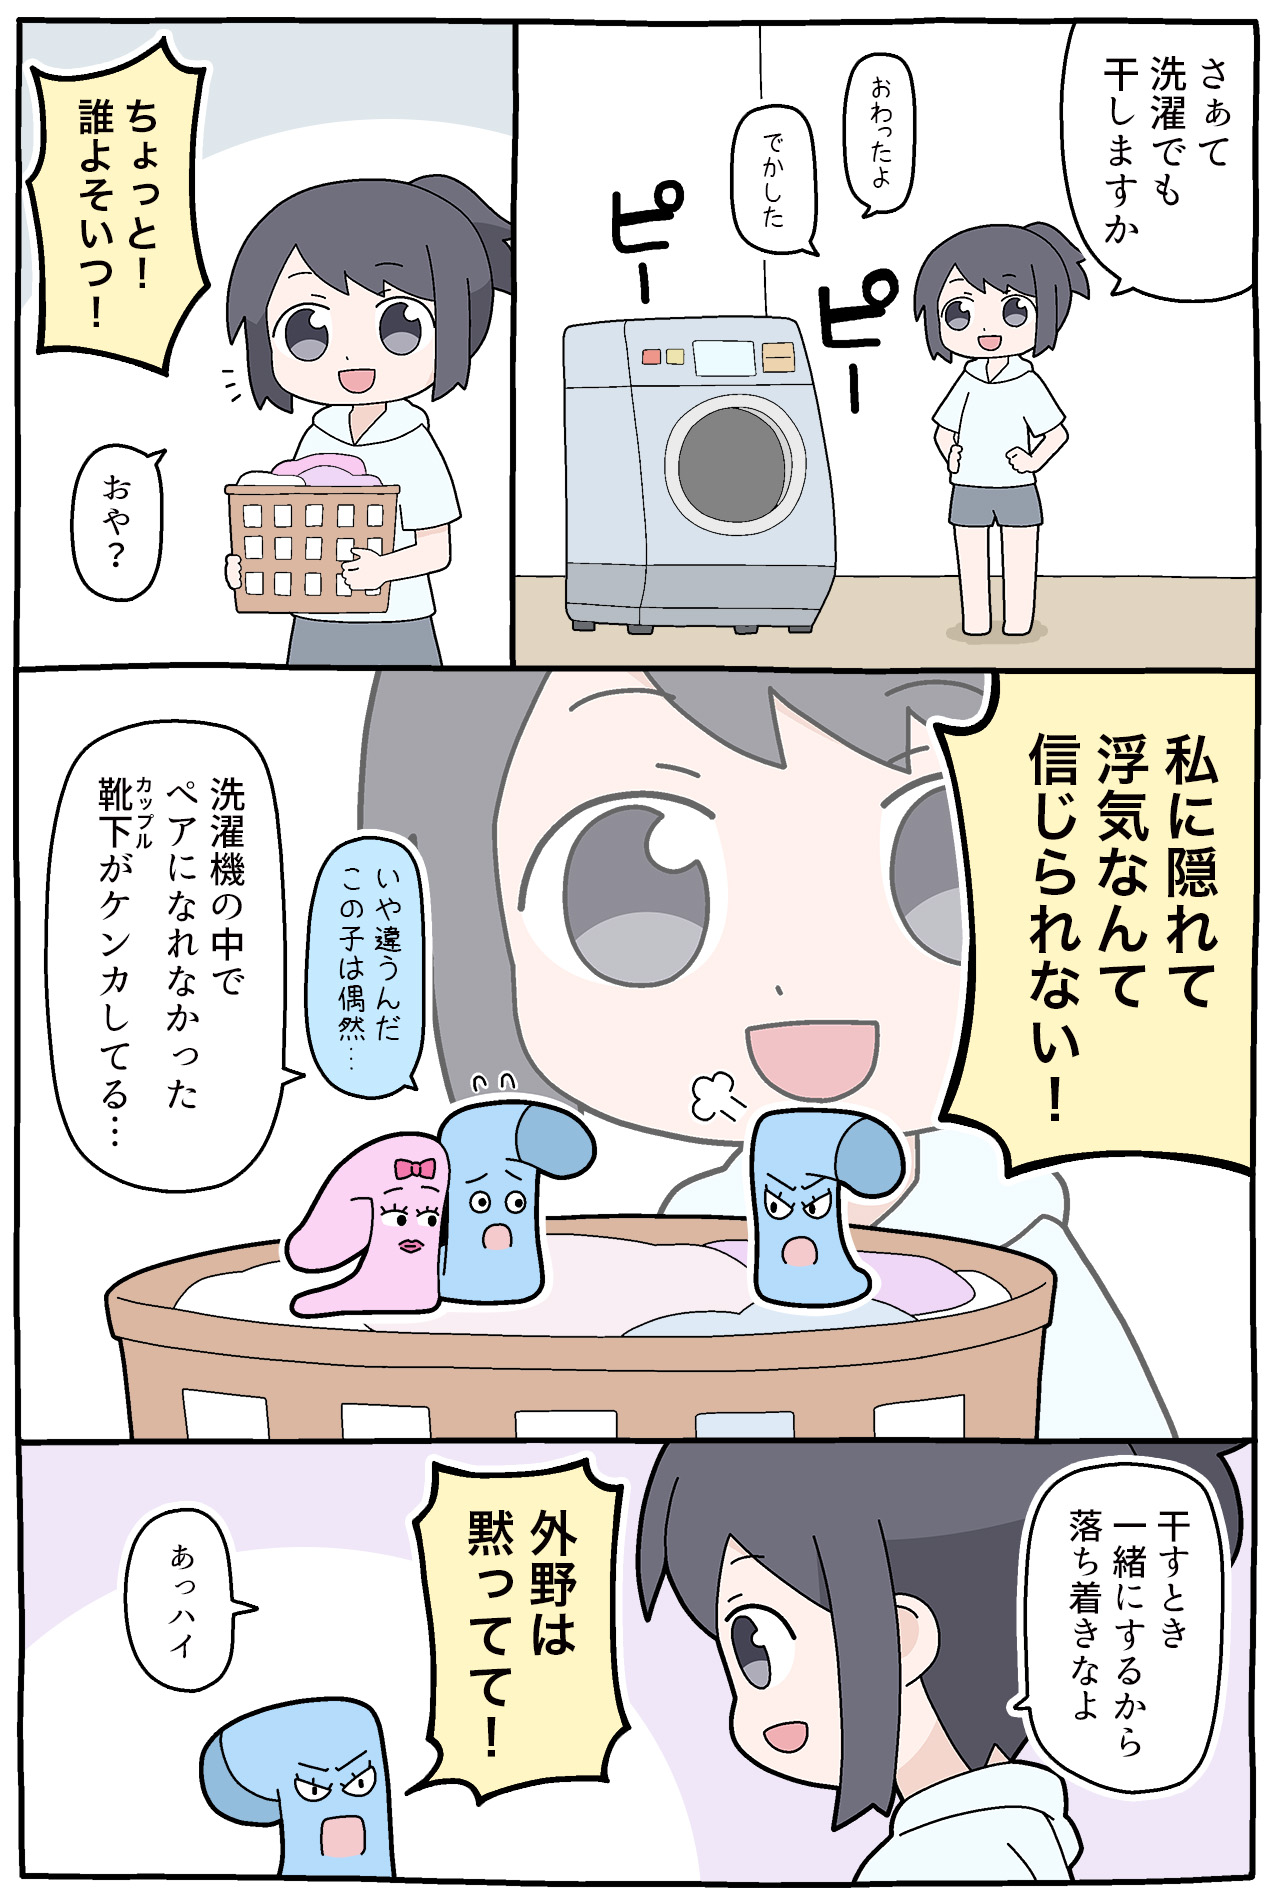 さぁて
洗濯でも
干しますか
おわったよ
でかした
ピー
ピー
ちょっと！
誰よそいつ！
おや？
私に隠れて
浮気なんて
信じられない！
いや違うんだ
この子は偶然…
洗濯機の中で
ペアになれなかった
カップル
靴下がケンカしてる…
干すとき
一緒にするから
落ち着きなよ
外野は
黙ってて！
あっハイ